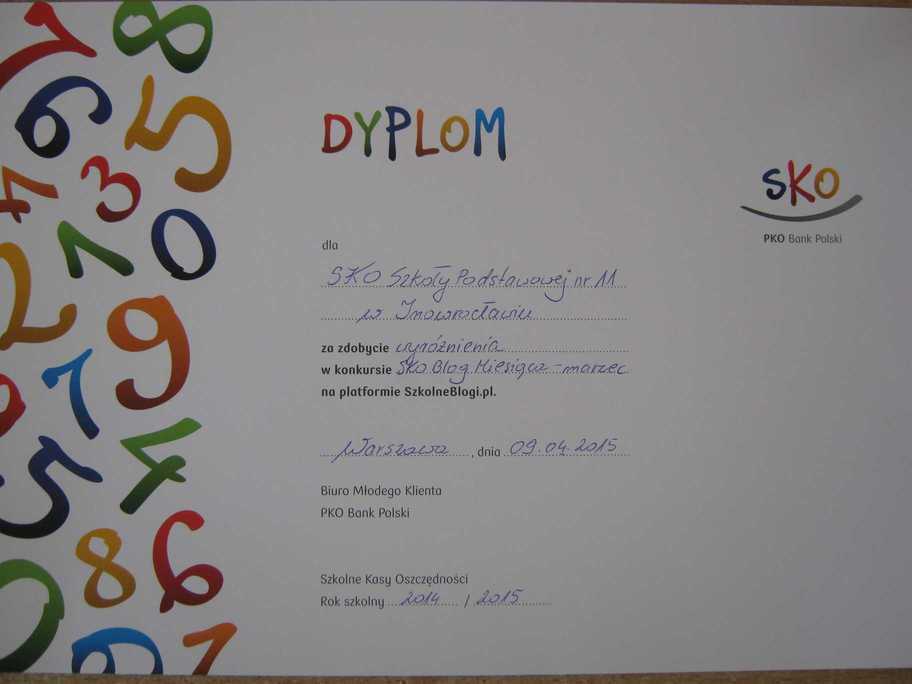 DYPLOM
SKO
PKO Bank Polski
dla
SKO Szkoły Podstawowej nr 11
w Inowrocławiu
za zdobycie wyróżnienia
w konkursie SKO Blog Miesiąca - marzec
na platformie SzkolneBlogi.pl.
Warszawa, dnia 09.04.2015
Biuro Młodego Klienta
PKO Bank Polski
Szkolne Kasy Oszczędności
Rok szkolny 2014 / 2015